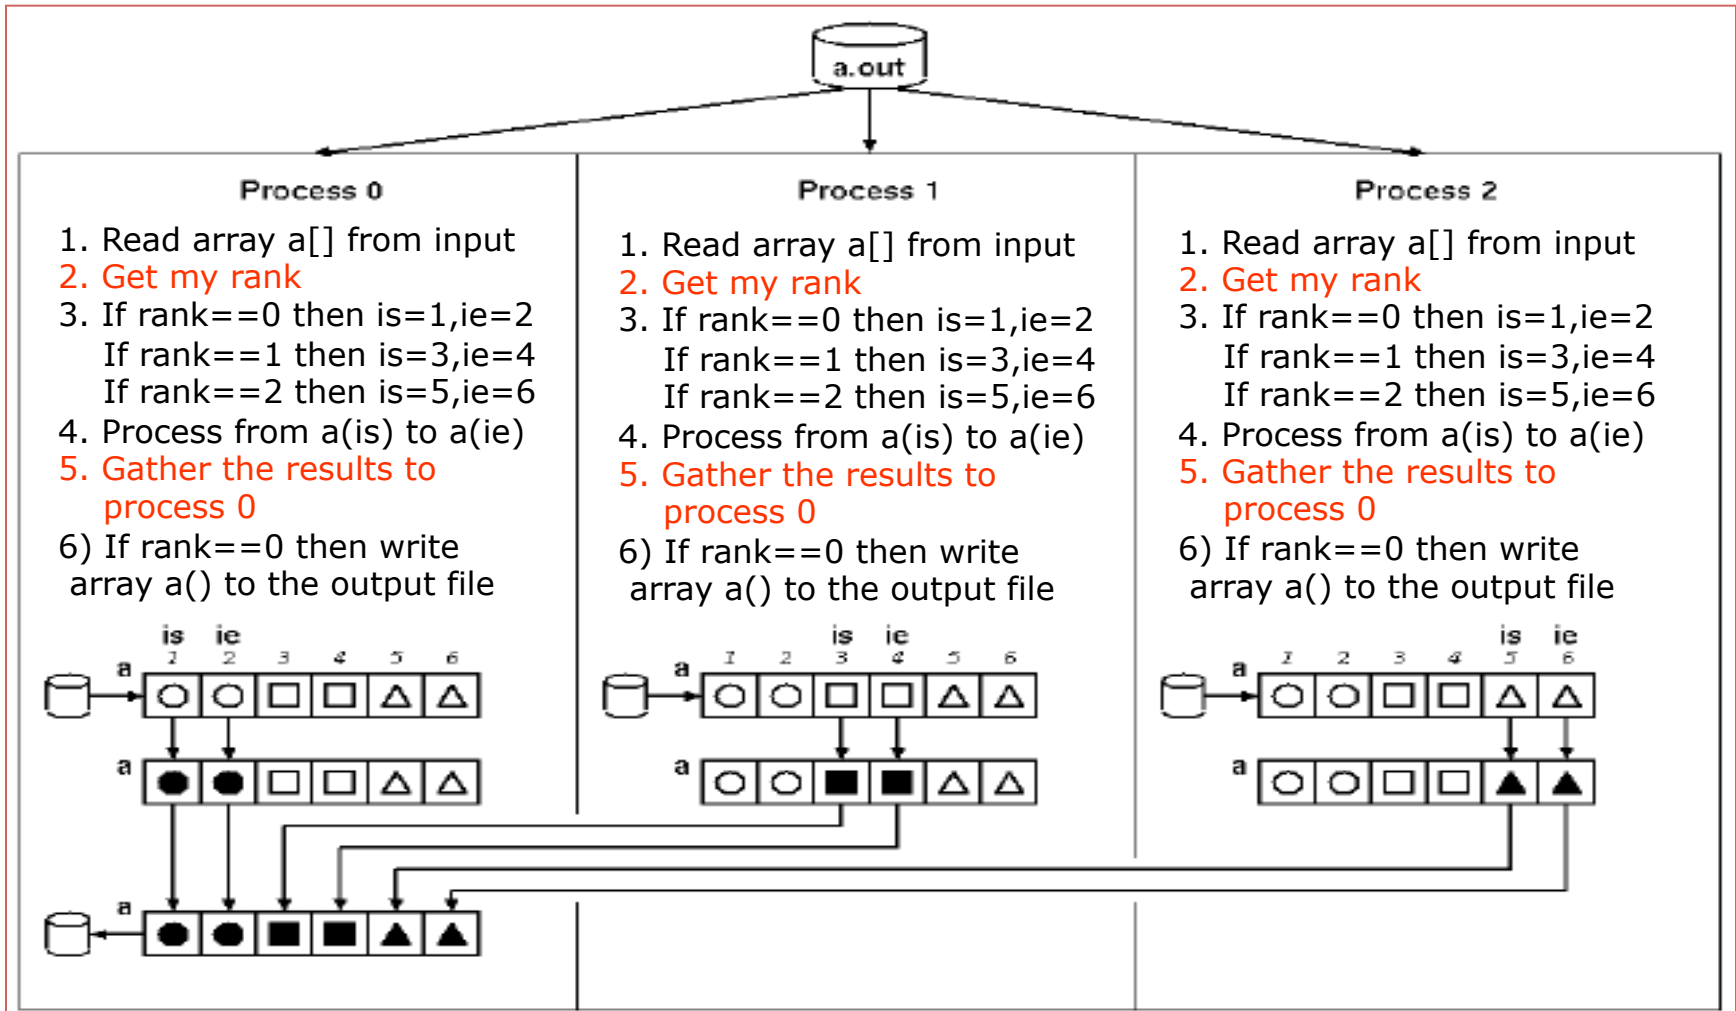 a.out
Process 0
1. Read array a[] from input
2. Get my rank
3. If rank==0 then is=1,ie=2
If rank==1 then is=3,ie=4
If rank==2 then is=5,ie=6
4. Process from a(is) to a(ie)
5. Gather the results to
process 0
6) If rank==0 then write
array a() to the output file
is ie
1 2 3 4 5 6
a
a
a
Process 1
1. Read array a[] from input
2. Get my rank
3. If rank==0 then is=1,ie=2
If rank==1 then is=3,ie=4
If rank==2 then is=5,ie=6
4. Process from a(is) to a(ie)
5. Gather the results to
process 0
6) If rank==0 then write
array a() to the output file
is ie
1 2 3 4 5 6
a
a
Process 2
1. Read array a[] from input
2. Get my rank
3. If rank==0 then is=1,ie=2
If rank==1 then is=3,ie=4
If rank==2 then is=5,ie=6
4. Process from a(is) to a(ie)
5. Gather the results to
process 0
6) If rank==0 then write
array a() to the output file
is ie
1 2 3 4 5 6
a
a